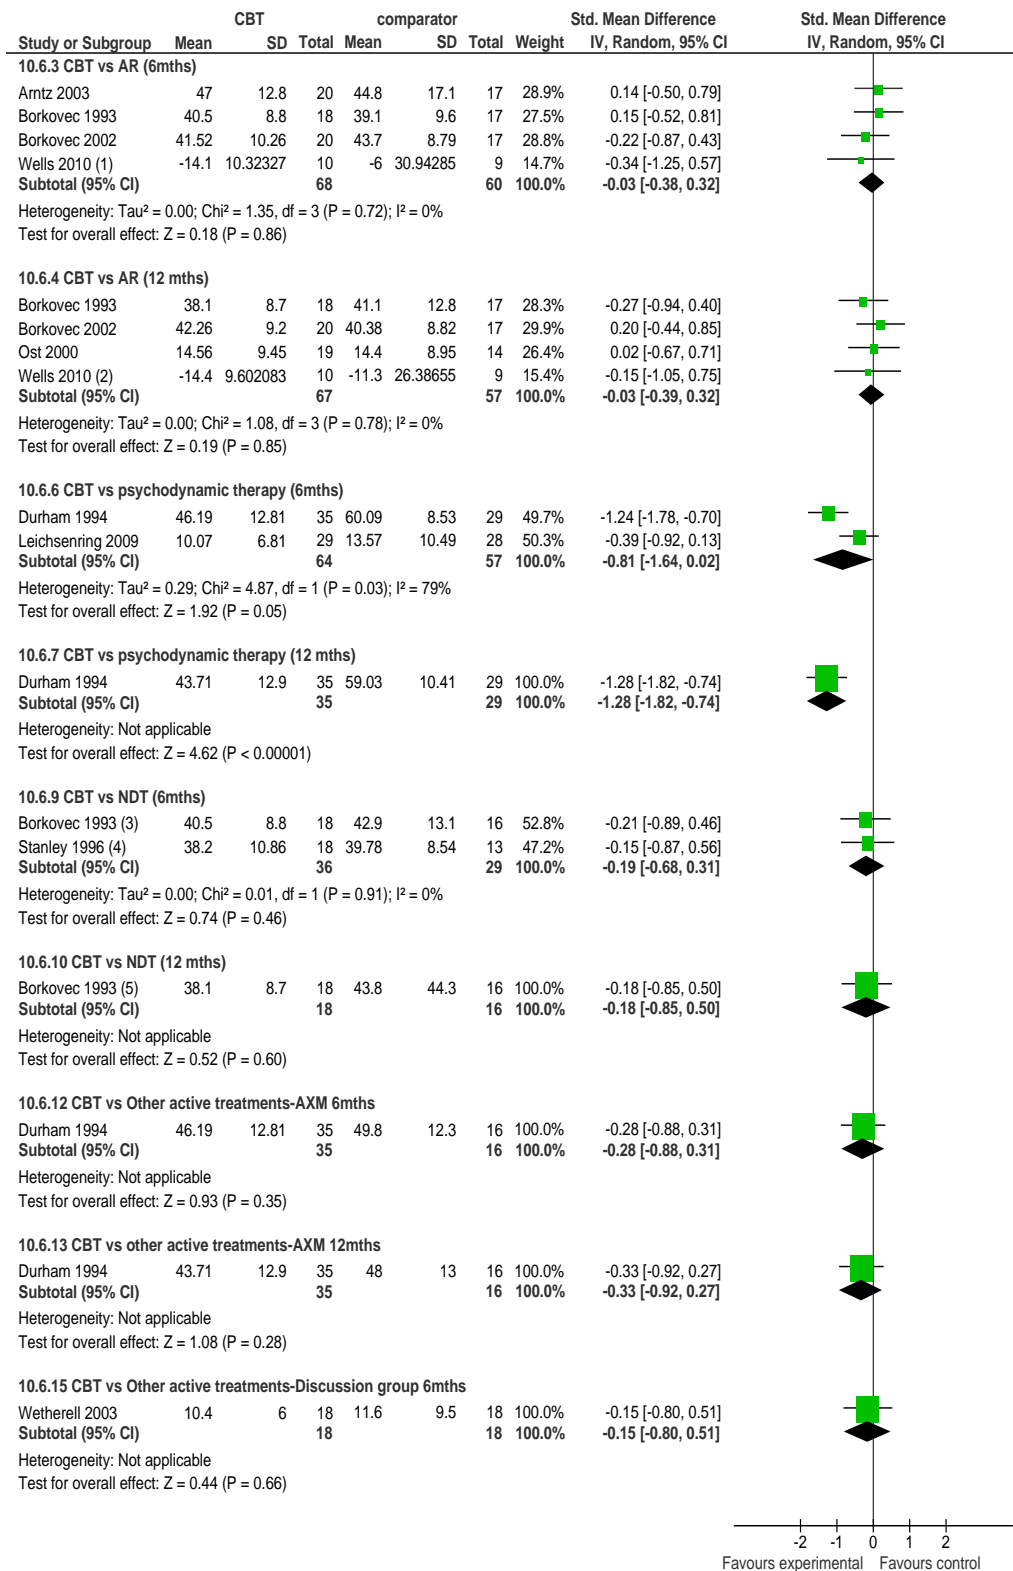 CBT comparator Std. Mean Difference Std. Mean Difference
Study or Subgroup Mean SD Total Mean SD Total Weight IV, Random, 95% CI IV, Random, 95% CI
10.6.3 CBT vs AR (6mths)
Arntz 2003 47 12.8 20 44.8 17.1 17 28.9% 0.14 [-0.50, 0.79]
Borkovec 1993 40.5 8.8 18 39.1 9.6 17 27.5% 0.15 [-0.52, 0.81]
Borkovec 2002 41.52 10.26 20 43.7 8.79 17 28.8% -0.22 [-0.87, 0.43]
Wells 2010 (1) -14.1 10.32327 10 -6 30.94285 9 14.7% -0.34 [-1.25, 0.57]
Subtotal (95% CI) 68 60 100.0% -0.03 [-0.38, 0.32]
Heterogeneity: Tau² = 0.00; Chi² = 1.35, df = 3 (P = 0.72); I² = 0%
Test for overall effect: Z = 0.18 (P = 0.86)
10.6.4 CBT vs AR (12 mths)
Borkovec 1993 38.1 8.7 18 41.1 12.8 17 28.3% -0.27 [-0.94, 0.40]
Borkovec 2002 42.26 9.2 20 40.38 8.82 17 29.9% 0.20 [-0.44, 0.85]
Ost 2000 14.56 9.45 19 14.4 8.95 14 26.4% 0.02 [-0.67, 0.71]
Wells 2010 (2) -14.4 9.602083 10 -11.3 26.38655 9 15.4% -0.15 [-1.05, 0.75]
Subtotal (95% CI) 67 57 100.0% -0.03 [-0.39, 0.32]
Heterogeneity: Tau² = 0.00; Chi² = 1.08, df = 3 (P = 0.78); I² = 0%
Test for overall effect: Z = 0.19 (P = 0.85)
10.6.6 CBT vs psychodynamic therapy (6mths)
Durham 1994 46.19 12.81 35 60.09 8.53 29 49.7% -1.24 [-1.78, -0.70]
Leichsenring 2009 10.07 6.81 29 13.57 10.49 28 50.3% -0.39 [-0.92, 0.13]
Subtotal (95% CI) 64 57 100.0% -0.81 [-1.64, 0.02]
Heterogeneity: Tau² = 0.29; Chi² = 4.87, df = 1 (P = 0.03); I² = 79%
Test for overall effect: Z = 1.92 (P = 0.05)
10.6.7 CBT vs psychodynamic therapy (12 mths)
Durham 1994 43.71 12.9 35 59.03 10.41 29 100.0% -1.28 [-1.82, -0.74]
Subtotal (95% CI) 35 29 100.0% -1.28 [-1.82, -0.74]
Heterogeneity: Not applicable
Test for overall effect: Z = 4.62 (P < 0.00001)
10.6.9 CBT vs NDT (6mths)
Borkovec 1993 (3) 40.5 8.8 18 42.9 13.1 16 52.8% -0.21 [-0.89, 0.46]
Stanley 1996 (4) 38.2 10.86 18 39.78 8.54 13 47.2% -0.15 [-0.87, 0.56]
Subtotal (95% CI) 36 29 100.0% -0.19 [-0.68, 0.31]
Heterogeneity: Tau² = 0.00; Chi² = 0.01, df = 1 (P = 0.91); I² = 0%
Test for overall effect: Z = 0.74 (P = 0.46)
10.6.10 CBT vs NDT (12 mths)
Borkovec 1993 (5) 38.1 8.7 18 43.8 44.3 16 100.0% -0.18 [-0.85, 0.50]
Subtotal (95% CI) 18 16 100.0% -0.18 [-0.85, 0.50]
Heterogeneity: Not applicable
Test for overall effect: Z = 0.52 (P = 0.60)
10.6.12 CBT vs Other active treatments-AXM 6mths
Durham 1994 46.19 12.81 35 49.8 12.3 16 100.0% -0.28 [-0.88, 0.31]
Subtotal (95% CI) 35 16 100.0% -0.28 [-0.88, 0.31]
Heterogeneity: Not applicable
Test for overall effect: Z = 0.93 (P = 0.35)
10.6.13 CBT vs other active treatments-AXM 12mths
Durham 1994 43.71 12.9 35 48 13 16 100.0% -0.33 [-0.92, 0.27]
Subtotal (95% CI) 35 16 100.0% -0.33 [-0.92, 0.27]
Heterogeneity: Not applicable
Test for overall effect: Z = 1.08 (P = 0.28)
10.6.15 CBT vs Other active treatments-Discussion group 6mths
Wetherell 2003 10.4 6 18 11.6 9.5 18 100.0% -0.15 [-0.80, 0.51]
Subtotal (95% CI) 18 18 100.0% -0.15 [-0.80, 0.51]
Heterogeneity: Not applicable
Test for overall effect: Z = 0.44 (P = 0.66)
-2 -1 0 1 2
Favours experimental Favours control